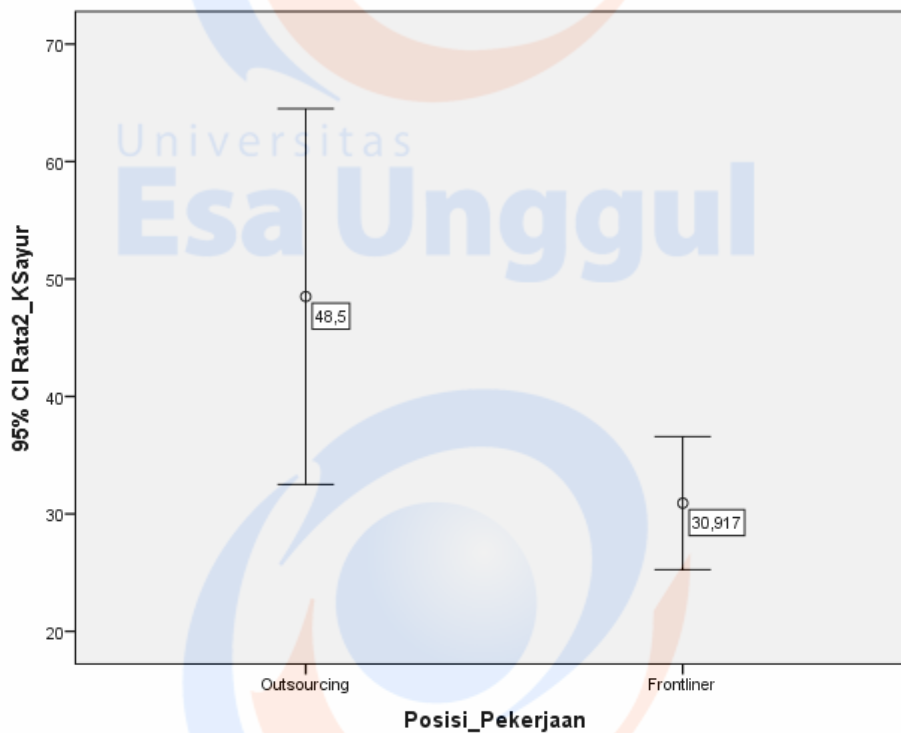 70
Universitas
60
Esa Unggul
95% CI Rata2_KSayur
50
48,5
40
30
30,917
20
Outsourcing
Frontliner
Posisi_Pekerjaan